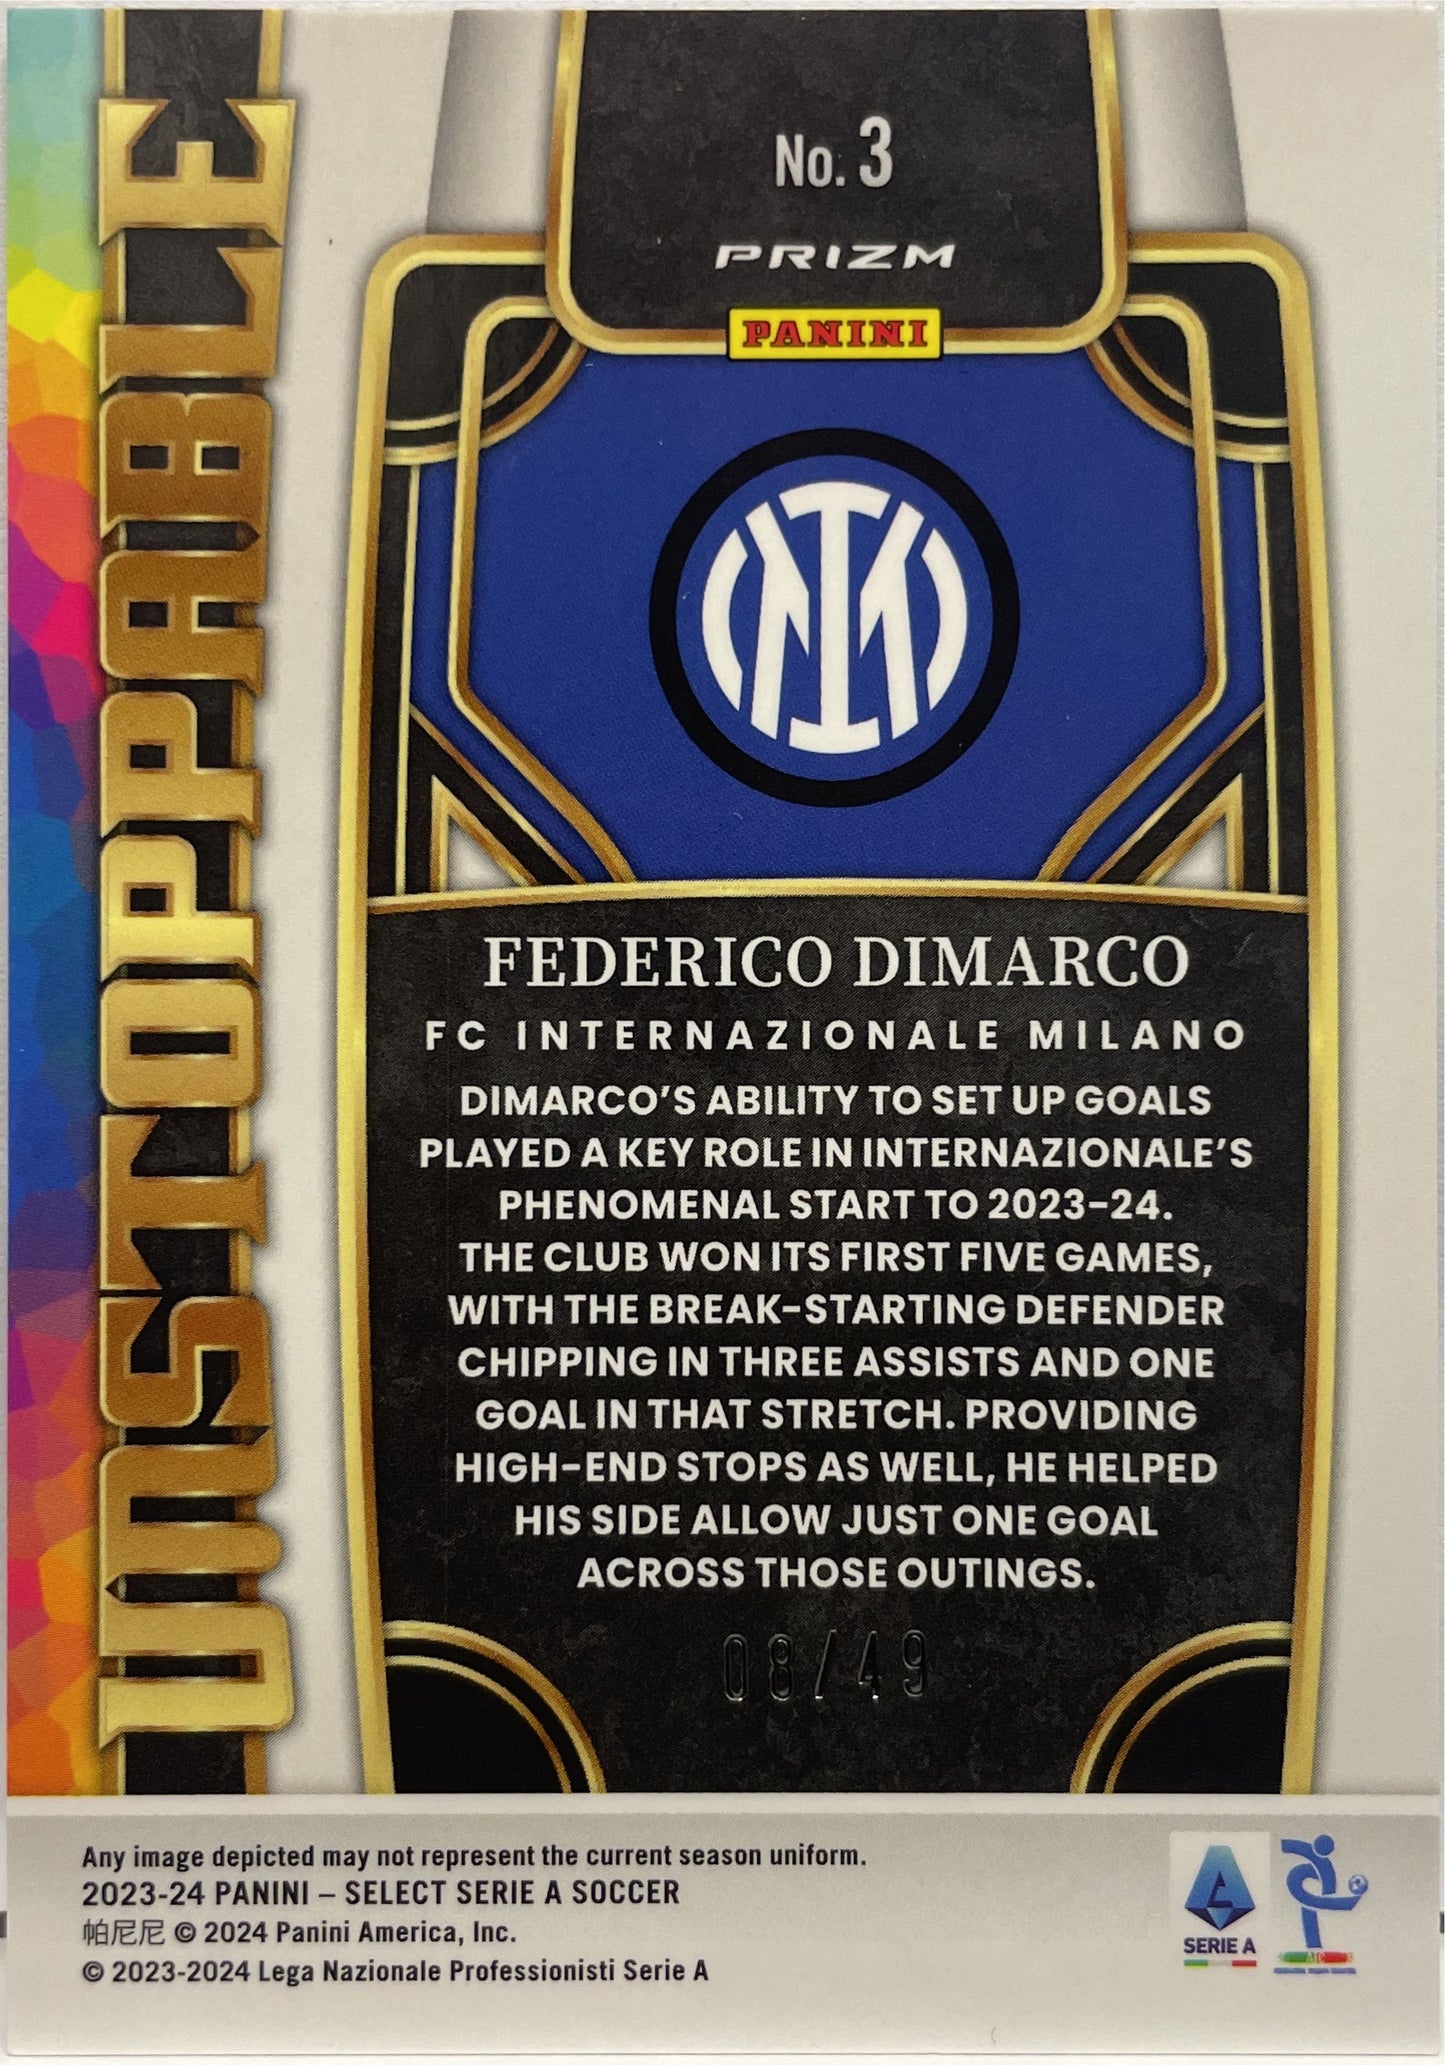 No. 3
PRIZM
PANINI
UNSTOPPABLE
FEDERICO DIMARCO
FC INTERNAZIONALE MILANO
DIMARCO'S ABILITY TO SET UP GOALS
PLAYED A KEY ROLE IN INTERNAZIONALE'S
PHENOMENAL START TO 2023-24.
THE CLUB WON ITS FIRST FIVE GAMES,
WITH THE BREAK-STARTING DEFENDER
CHIPPING IN THREE ASSISTS AND ONE
GOAL IN THAT STRETCH. PROVIDING
HIGH-END STOPS AS WELL, HE HELPED
HIS SIDE ALLOW JUST ONE GOAL
ACROSS THOSE OUTINGS.
08/49
Any image depicted may not represent the current season uniform.
2023-24 PANINI – SELECT SERIE A SOCCER
帕尼尼 © 2024 Panini America, Inc.
© 2023-2024 Lega Nazionale Professionisti Serie A
SERIE A
AIC